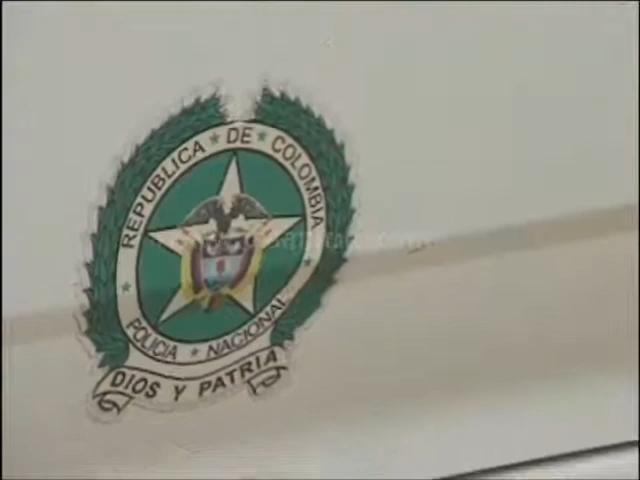 REPUBLICA DE COLOMBIA
POLICIA NACIONAL
DIOS Y PATRIA